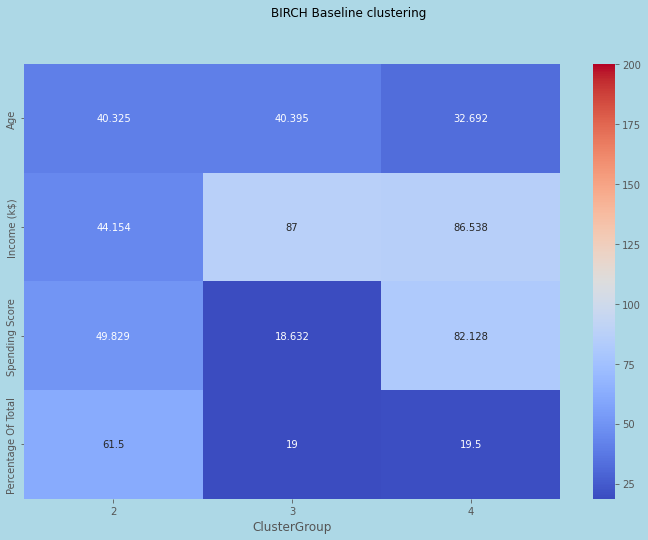 BIRCH Baseline clustering
Age
40.325 40.395 32.692
Income (k$)
44.154 87 86.538
Spending Score
49.829 18.632 82.128
Percentage Of Total
61.5 19 19.5
2 3 4
ClusterGroup
200
175
150
125
100
75
50
25